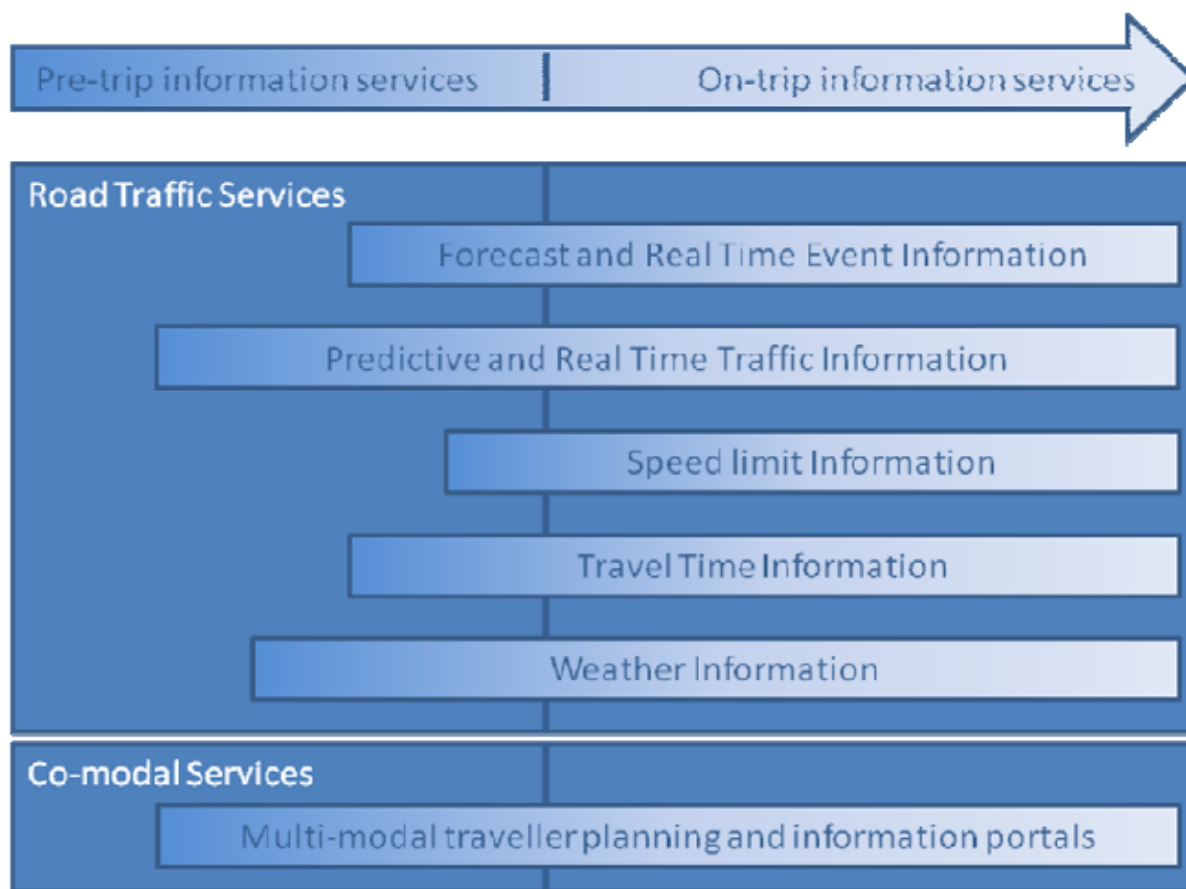 Pre-trip information services
On-trip information services
Road Traffic Services
Forecast and Real Time Event Information
Predictive and Real Time Traffic Information
Speed limit Information
Travel Time Information
Weather Information
Co-modal Services
Multi-modal traveller planning and information portals